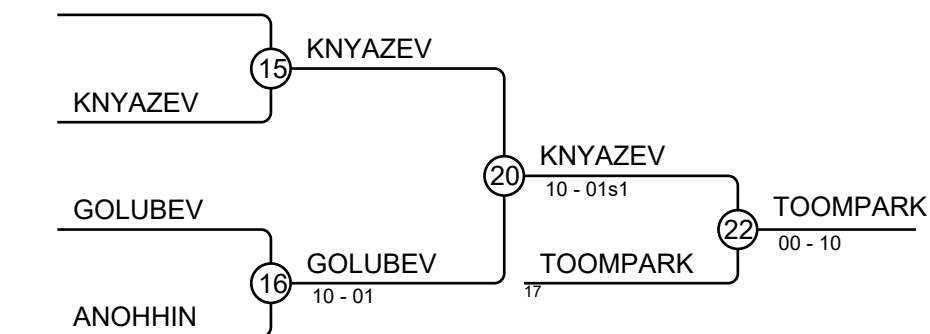 KNYAZEV
15
KNYAZEV
KNYAZEV
20
10 - 01s1
TOOMPARK
22
00 - 10
GOLUBEV
GOLUBEV
16
10 - 01
TOOMPARK
17
ANOHHIN